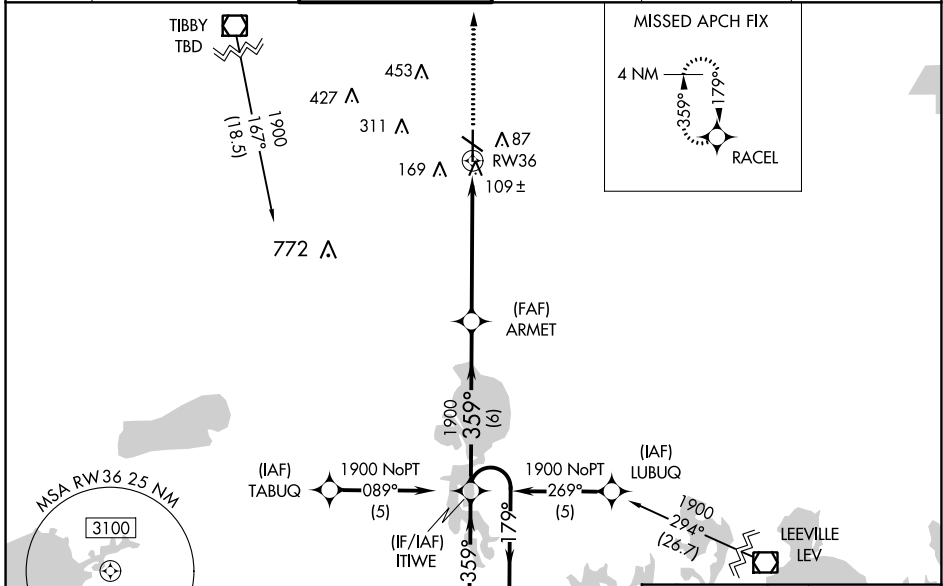 TIBBY
TBD
1900
167°
(18.5)
453
427
311
169
87
RW36
109±
772
MISSED APCH FIX
4 NM
359°
179°
RACEL
(FAF)
ARMET
1900
359°
(6)
(IAF)
TABUQ
1900 NoPT
089°
(5)
1900 NoPT
269°
(5)
(IAF)
LUBUQ
1900
294°
(26.7)
LEEVILLE
LEV
(IF/IAF)
ITIWE
359°
179°
MSA RW36 25 NM
3100